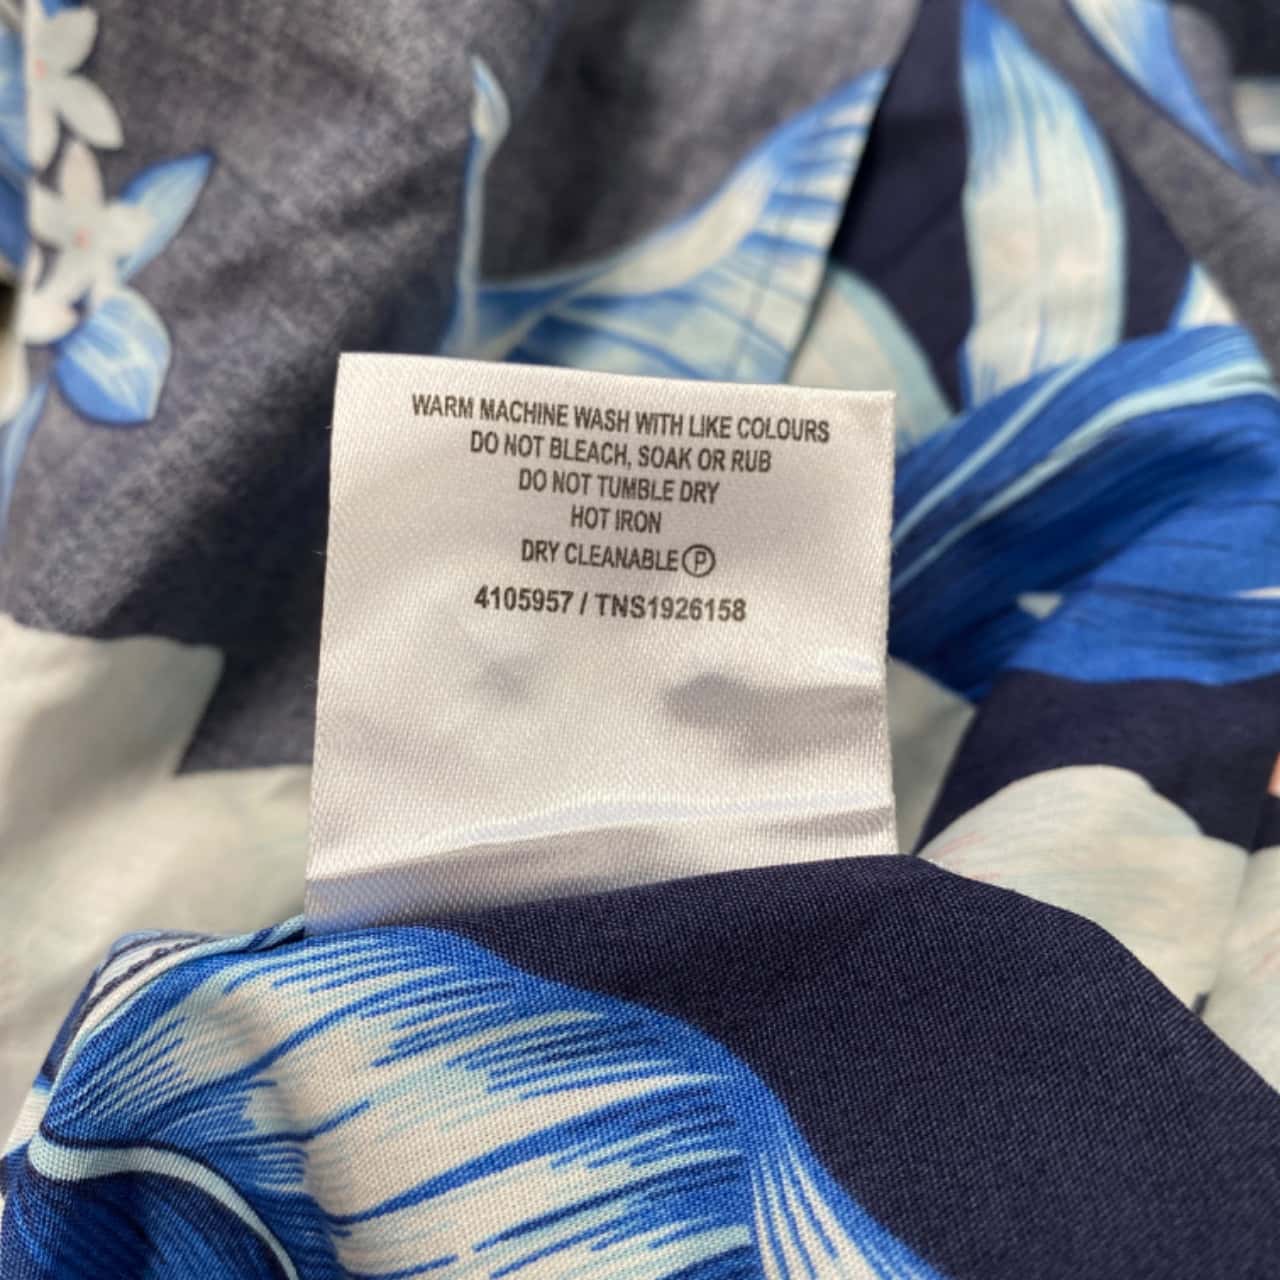 WARM MACHINE WASH WITH LIKE COLOURS
DO NOT BLEACH, SOAK OR RUB
DO NOT TUMBLE DRY
HOT IRON
DRY CLEANABLE Ⓟ
4105957 / TNS1926158